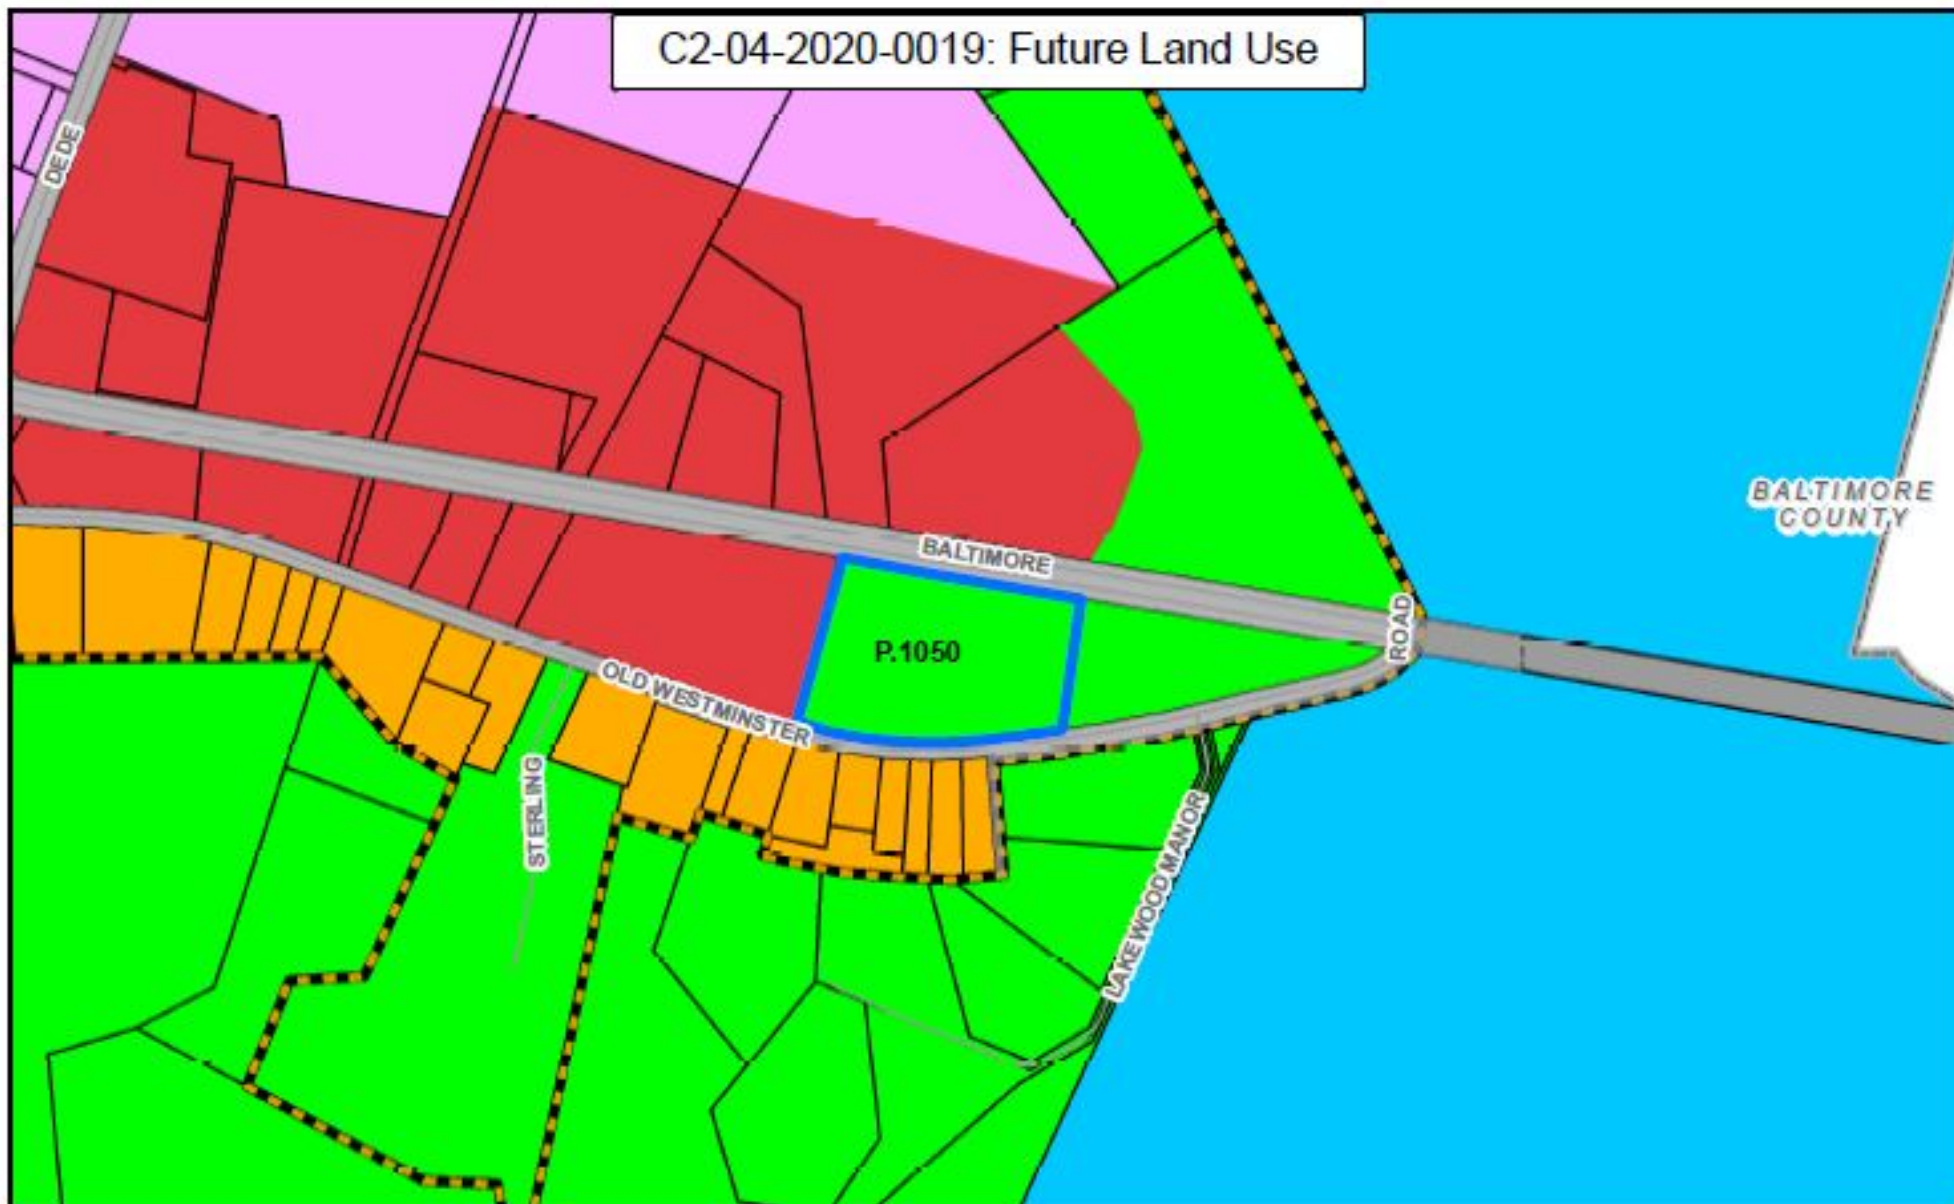 C2-04-2020-0019: Future Land Use
DEDE
BALTIMORE
COUNTY
BALTIMORE
ROAD
P.1050
OLD WESTMINSTER
STERLING
LAKEWOOD MANOR